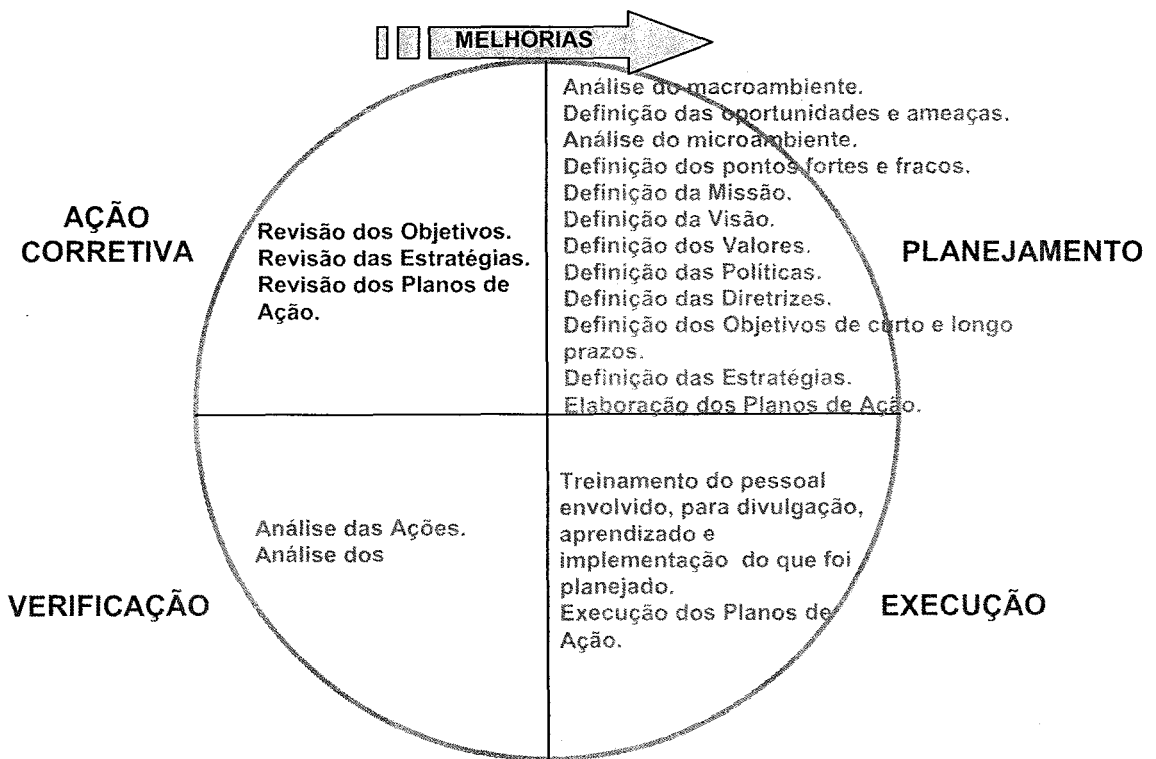 MELHORIAS
Análise do macroambiente.
Definição das oportunidades e ameaças.
Análise do microambiente.
Definição dos pontos fortes e fracos.
Definição da Missão.
Definição da Visão.
Definição dos Valores.
Definição das Políticas.
Definição das Diretrizes.
Definição dos Objetivos de curto e longo
prazos.
Definição das Estratégias.
Elaboração dos Planos de Ação.
PLANEJAMENTO
AÇÃO
CORRETIVA
Revisão dos Objetivos.
Revisão das Estratégias.
Revisão dos Planos de
Ação.
Treinamento do pessoal
envolvido, para divulgação,
aprendizado e
implementação do que foi
planejado.
Execução dos Planos de
Ação.
EXECUÇÃO
VERIFICAÇÃO
Análise das Ações.
Análise dos